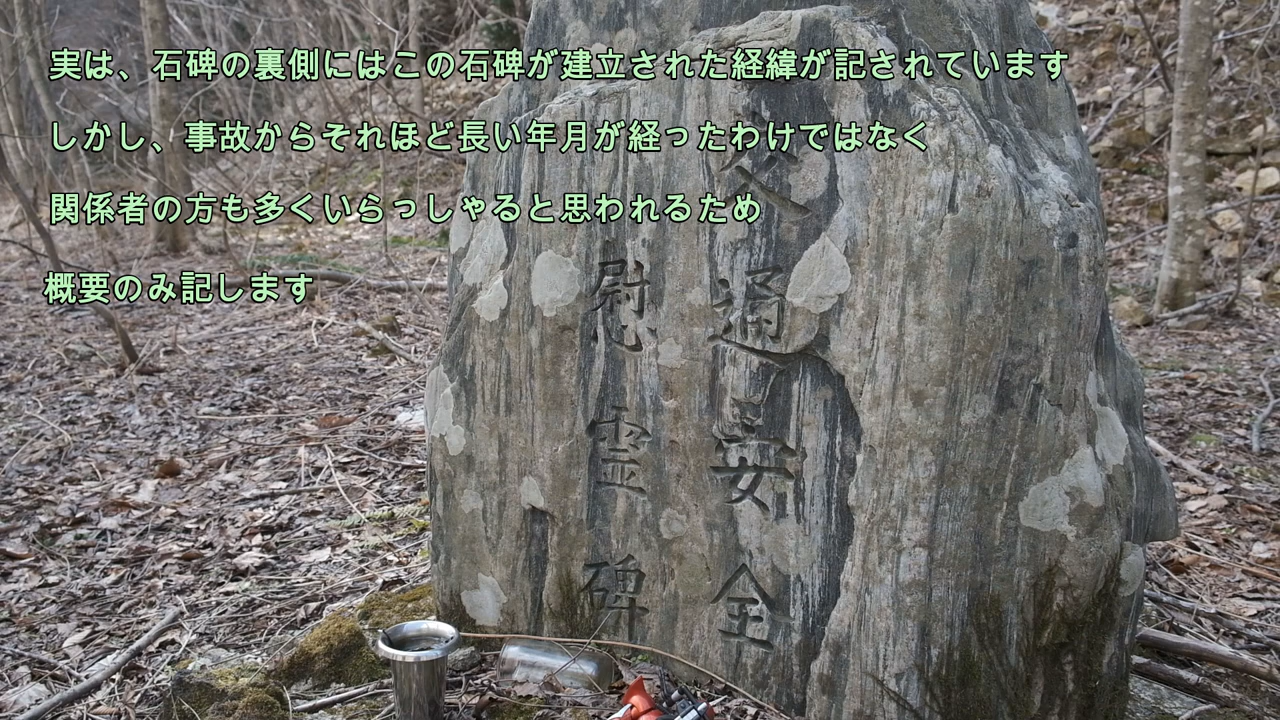 実は、石碑の裏側にはこの石碑が建立された経緯が記されています
しかし、事故からそれほど長い年月が経ったわけではなく
関係者の方も多くいらっしゃると思われるため
概要のみ記します
交通安全
慰霊碑